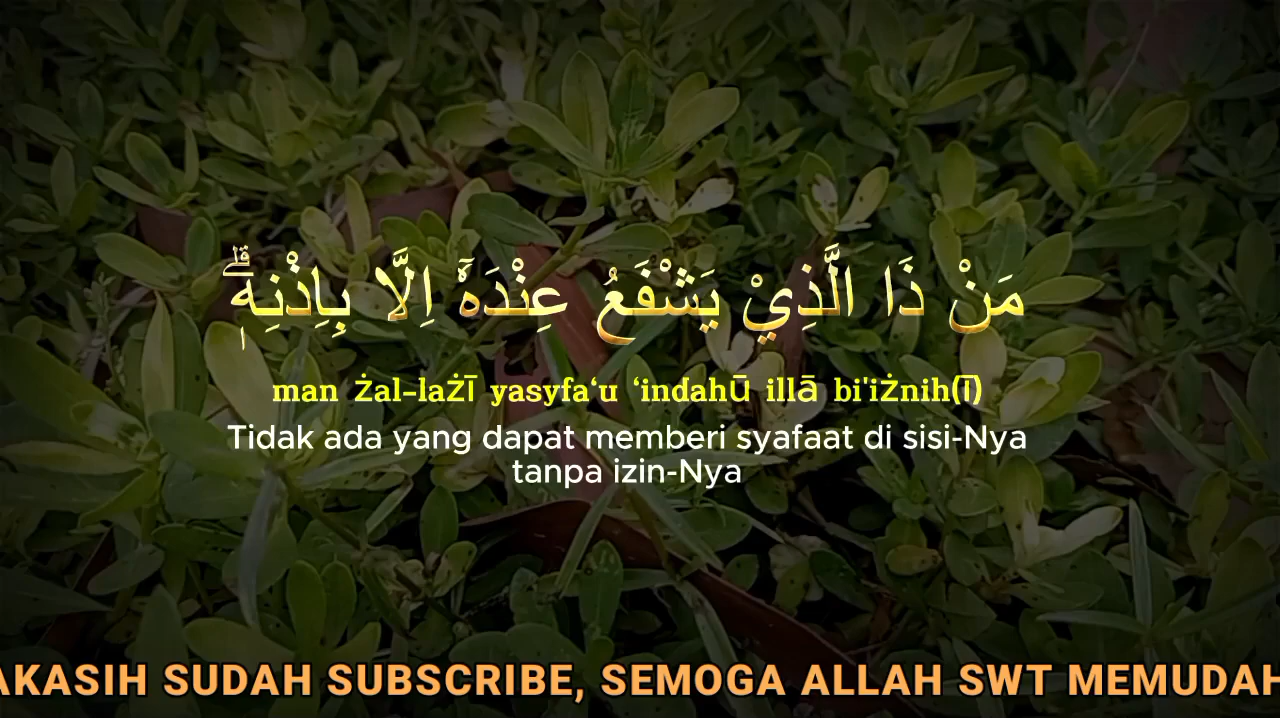 مَنْ ذَا الَّذِيْ يَشْفَعُ عِنْدَهٗٓ اِلَّا بِاِذْنِهٖۗ
man żal-lażī yasyfa‘u ‘indahū illā bi'iżnih(ī)
Tidak ada yang dapat memberi syafaat di sisi-Nya
tanpa izin-Nya
AKASIH SUDAH SUBSCRIBE, SEMOGA ALLAH SWT MEMUDAH